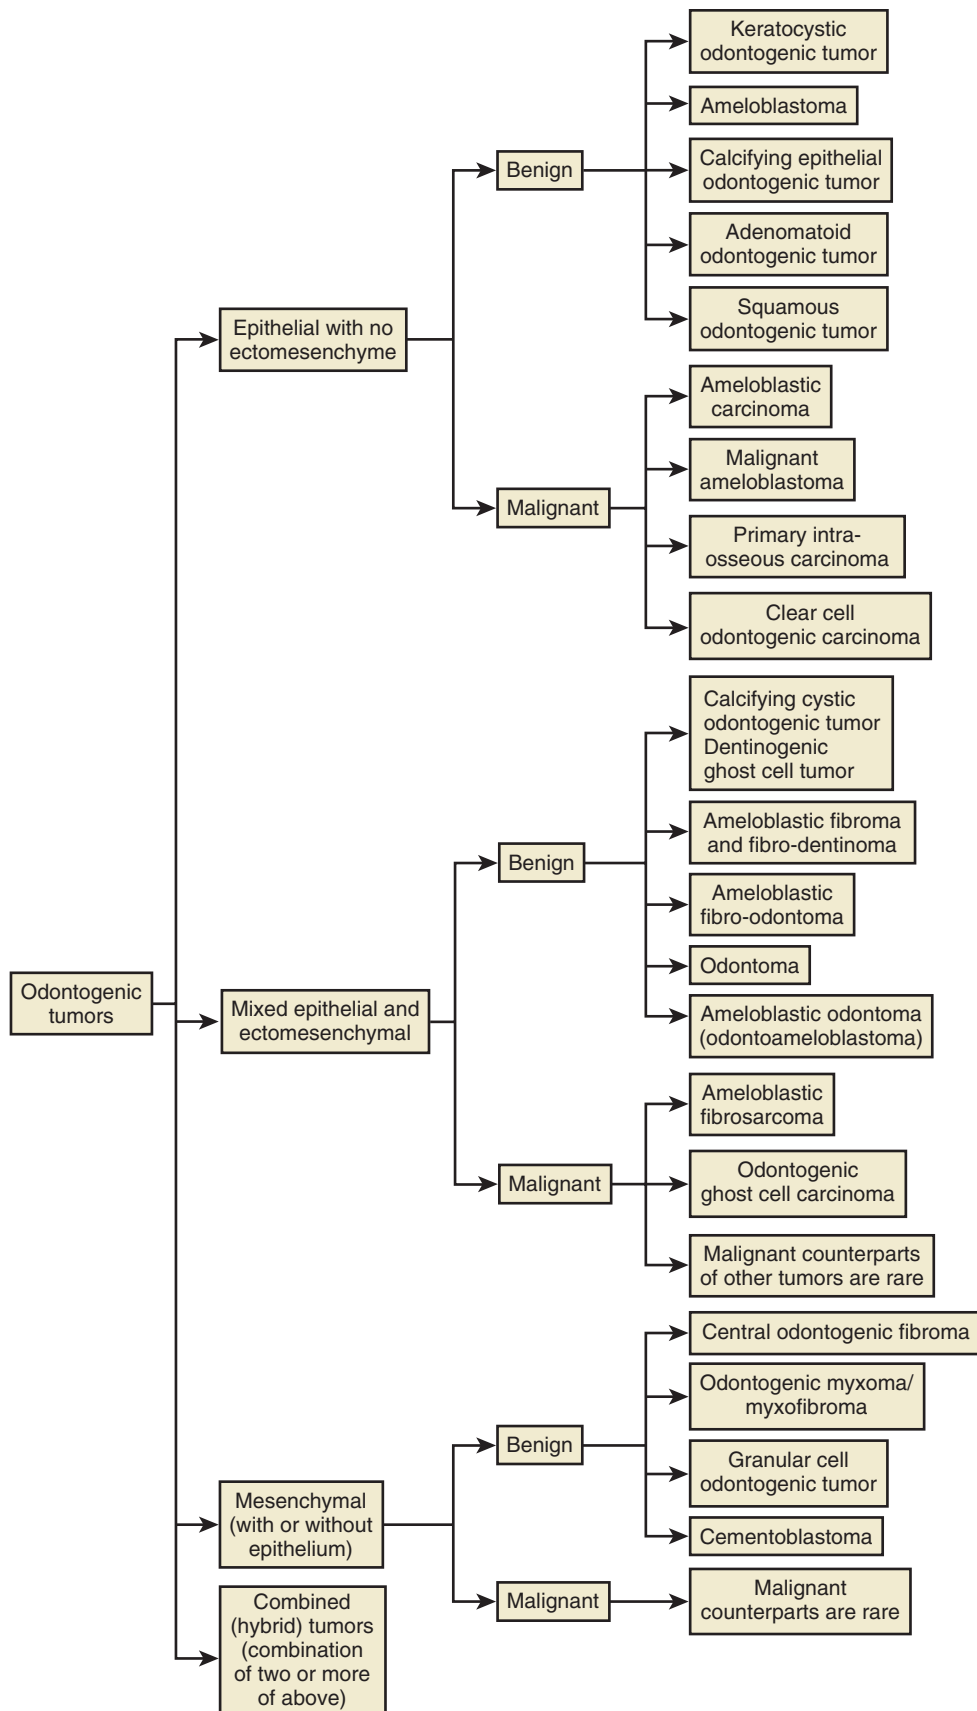 Odontogenic
tumors
Epithelial with no
ectomesenchyme
Benign
Keratocystic
odontogenic tumor
Ameloblastoma
Calcifying epithelial
odontogenic tumor
Adenomatoid
odontogenic tumor
Squamous
odontogenic tumor
Malignant
Ameloblastic
carcinoma
Malignant
ameloblastoma
Primary intra-
osseous carcinoma
Clear cell
odontogenic carcinoma
Mixed epithelial and
ectomesenchymal
Benign
Calcifying cystic
odontogenic tumor
Dentinogenic
ghost cell tumor
Ameloblastic fibroma
and fibro-dentinoma
Ameloblastic
fibro-odontoma
Odontoma
Ameloblastic odontoma
(odontoameloblastoma)
Malignant
Ameloblastic
fibrosarcoma
Odontogenic
ghost cell carcinoma
Malignant counterparts
of other tumors are rare
Mesenchymal
(with or without
epithelium)
Benign
Central odontogenic fibroma
Odontogenic myxoma/
myxofibroma
Granular cell
odontogenic tumor
Cementoblastoma
Malignant
Malignant
counterparts are rare
Combined
(hybrid) tumors
(combination
of two or more
of above)